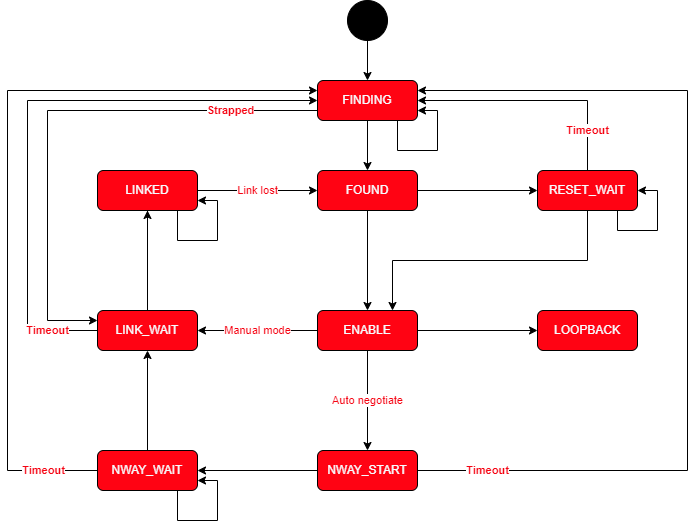 FINDING
Strapped
Timeout
LINKED
Link lost
FOUND
RESET_WAIT
Timeout
LINK_WAIT
Manual mode
ENABLE
LOOPBACK
Auto negotiate
Timeout
NWAY_WAIT
NWAY_START
Timeout